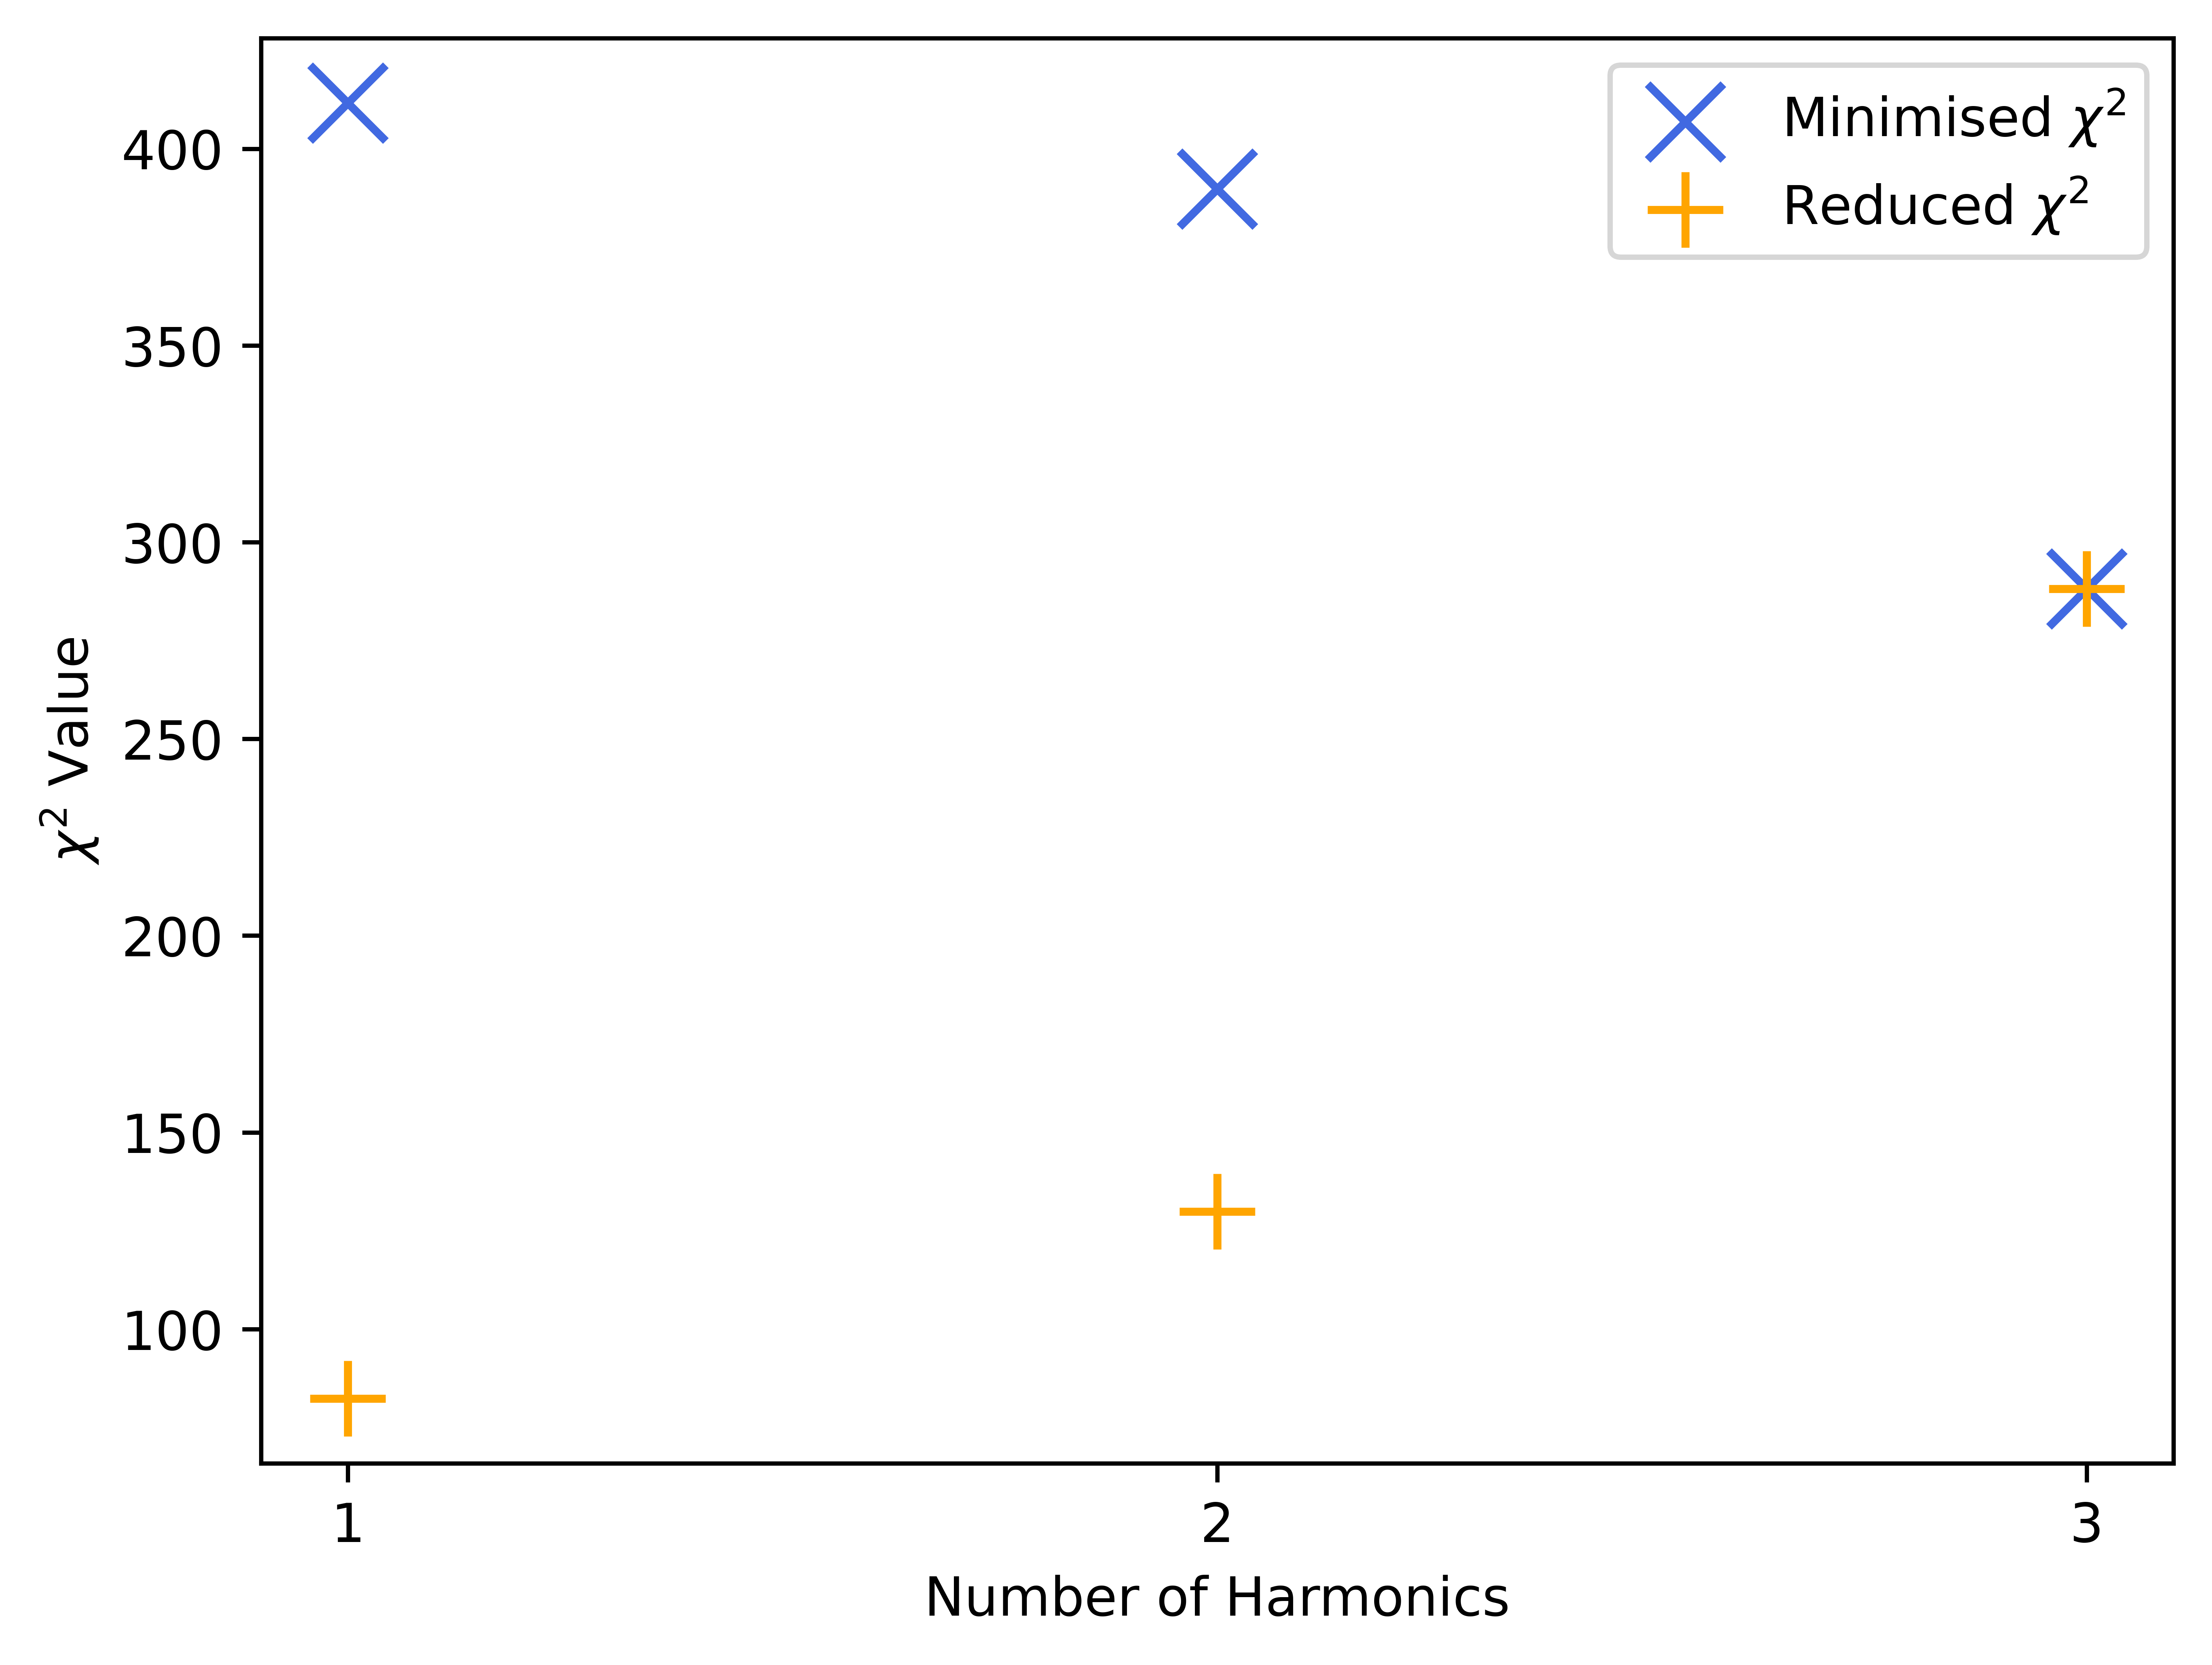 Minimised χ²
Reduced χ²
400
350
300
250
200
150
100
χ² Value
1 2 3
Number of Harmonics